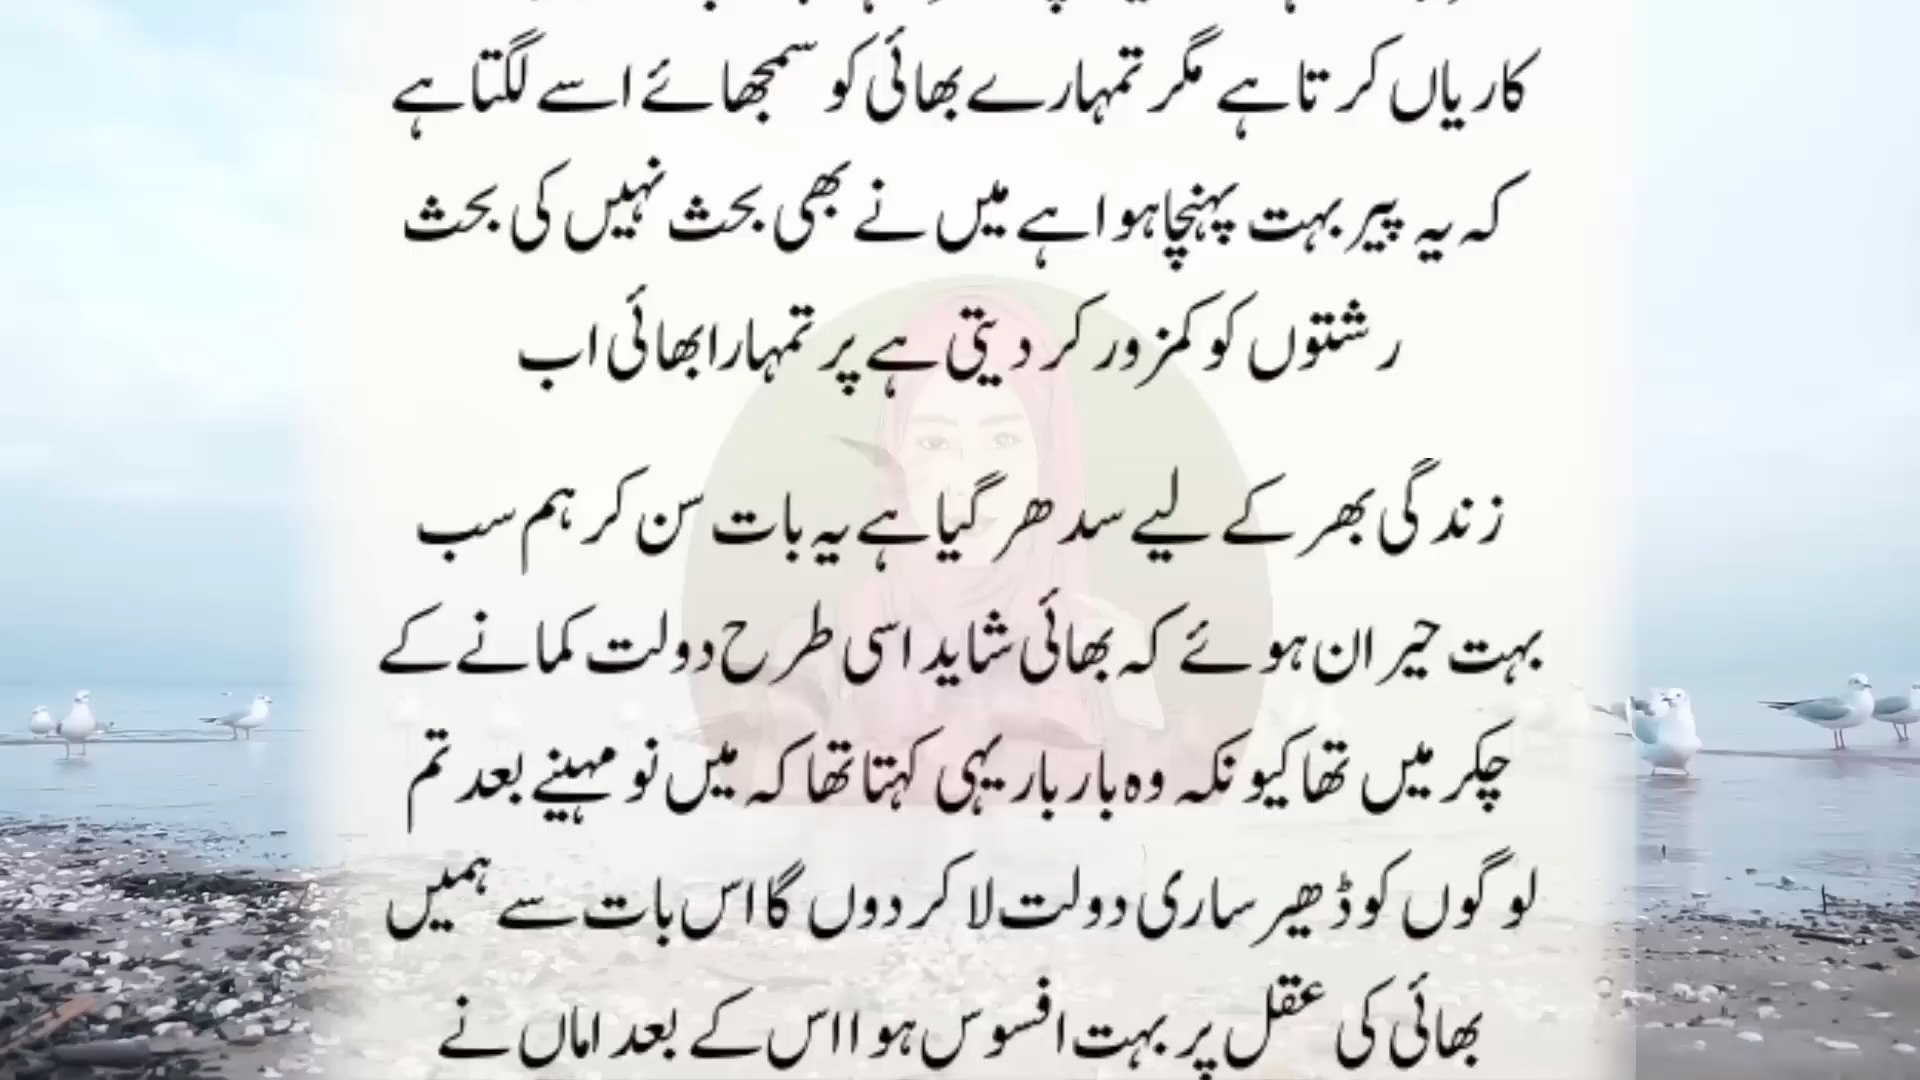 کاریاں کرتا ہے مگر تمہارے بھائی کو سمجھائے اسے لگتا ہے
کہ یہ پیر بہت پہنچا ہوا ہے میں نے بھی بحث نہیں کی بحث
رشتوں کو کمزور کر دیتی ہے پر تمہارا بھائی اب
زندگی بھر کے لیے سدھر گیا ہے یہ بات سن کر ہم سب
بہت حیران ہوئے کہ بھائی شاید اسی طرح دولت کمانے کے
چکر میں تھا کیونکہ وہ بار بار یہی کہتا تھا کہ میں نو مہینے بعد تم
لوگوں کو ڈھیر ساری دولت لا کر دوں گا اس بات سے ہمیں
بھائی کی عقل پر بہت افسوس ہوا اس کے بعد اماں نے